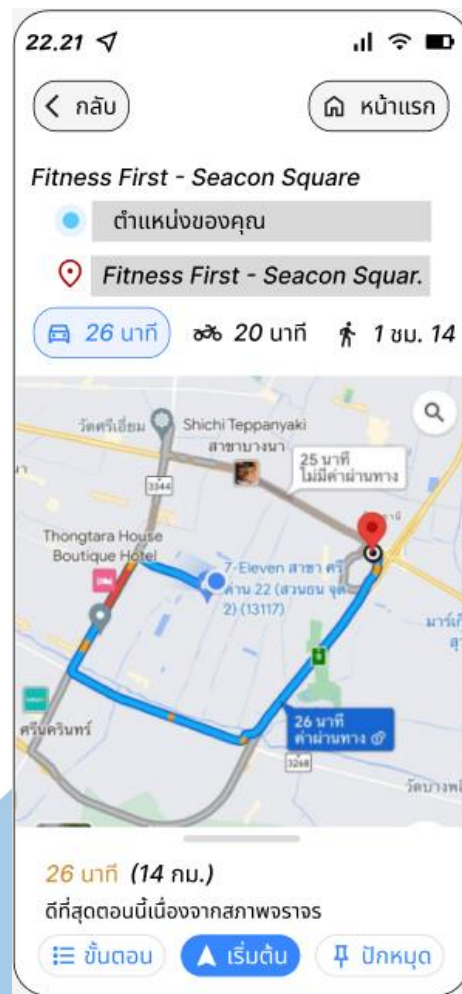 22.21
กลับ
หน้าแรก
Fitness First - Seacon Square
ตำแหน่งของคุณ
Fitness First - Seacon Squar.
26 นาที
20 นาที
1 ชม. 14
วัดศรีเอี่ยม
Shichi Teppanyaki
สาขาบางนา
25 นาที
ไม่มีค่าผ่านทาง
3344
Thongtara House
Boutique Hotel
7-Eleven สาขา ศรี
ด่าน 22 (สวนธน จุด
2) (13117)
ศรีนครินทร์
26 นาที
ค่าผ่านทาง
3268
26 นาที (14 กม.)
ดีที่สุดตอนนี้เนื่องจากสภาพจราจร
ขั้นตอน
เริ่มต้น
ปักหมุด